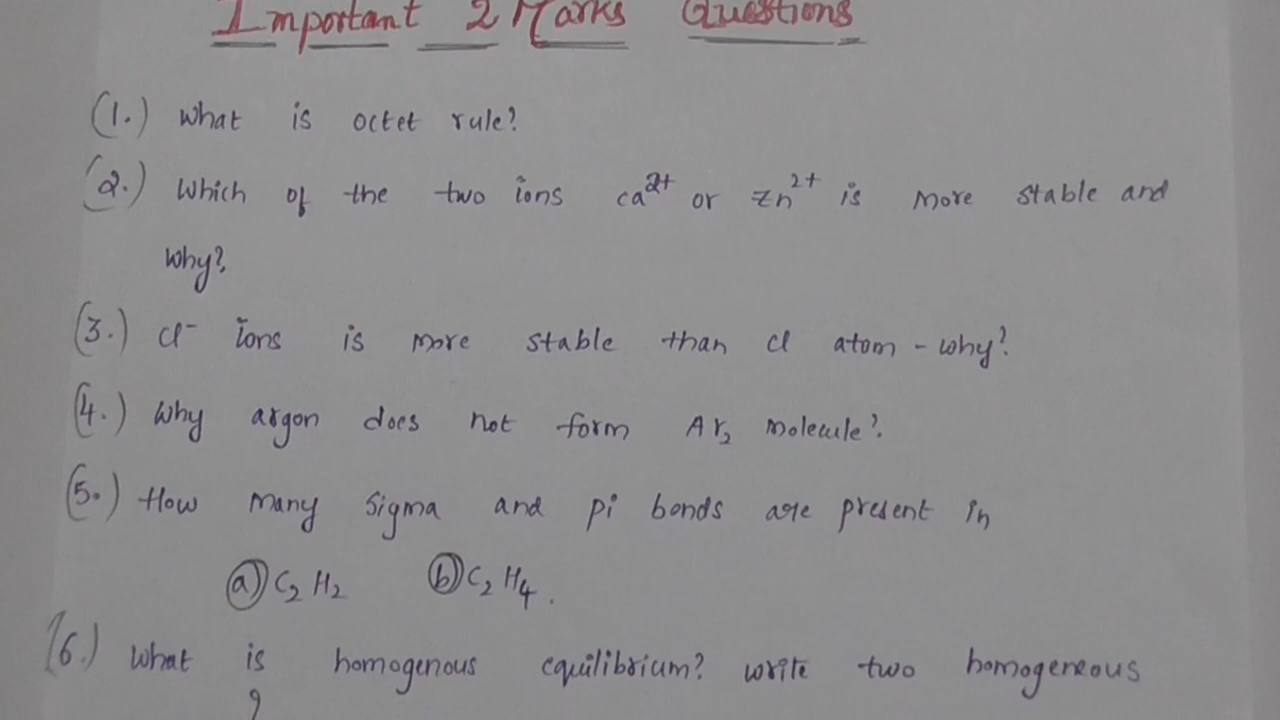 Important 2 Marks Questions
(1.) What is octet rule?
(2.) Which of the two ions ca²⁺ or zn²⁺ is more stable and
why?
(3.) cl⁻ ions is more stable than cl atom - why?
(4.) Why argon does not form Ar₂ molecule?
(5.) How many sigma and pi bonds are present in
(a) C₂H₂ (b) C₂H₄.
(6.) What is homogenous equilibrium? write two homogeneous